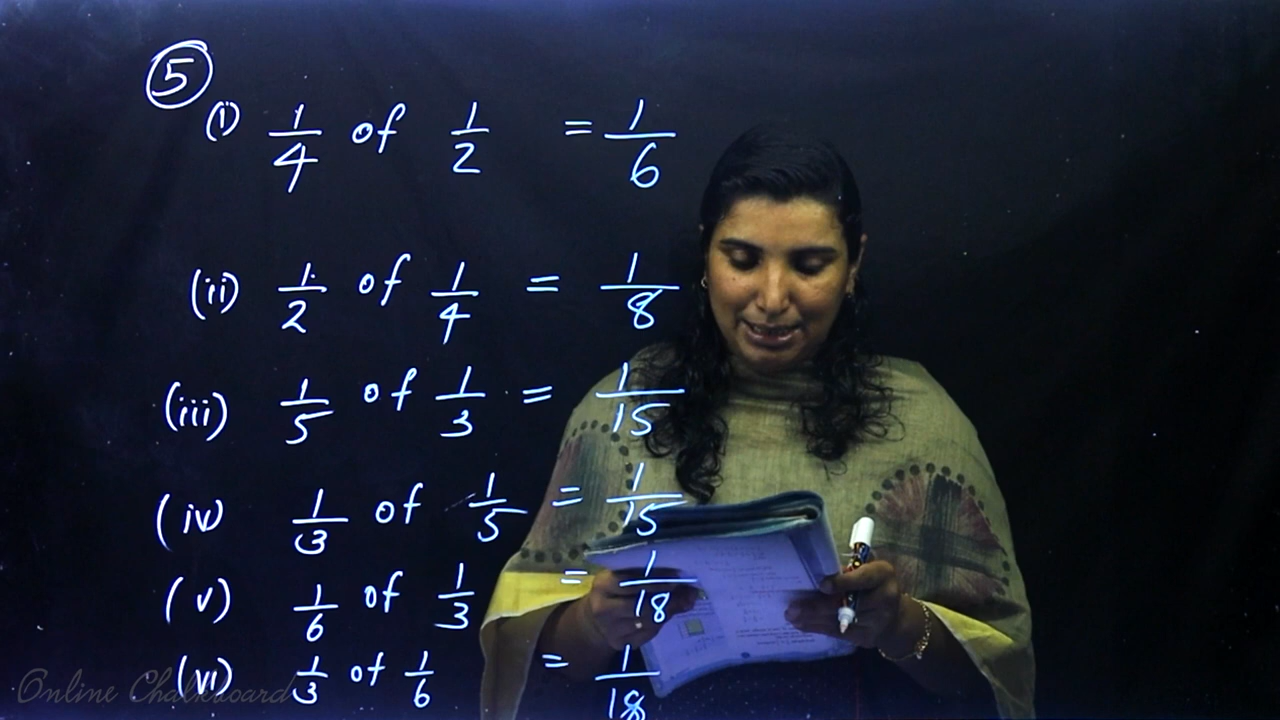 5
(i) 1/4 of 1/2 = 1/6
(ii) 1/2 of 1/4 = 1/8
(iii) 1/5 of 1/3 = 1/15
(iv) 1/3 of 1/5 = 1/15
(v) 1/6 of 1/3 = 1/18
(vi) 1/3 of 1/6 = 1/18
Online Chalkboard